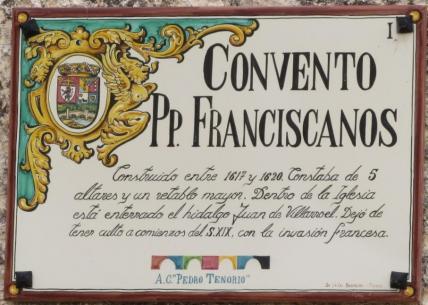 I
CONVENTO
PP. FRANCISCANOS
Construido entre 1617 y 1620. Constaba de 5
altares y un retablo mayor. Dentro de la Iglesia
está enterrado el hidalgo Juan de Villarroel. Dejó de
tener culto a comienzos del S.XIX, con la invasión francesa.
A.C. "PEDRO TENORIO"